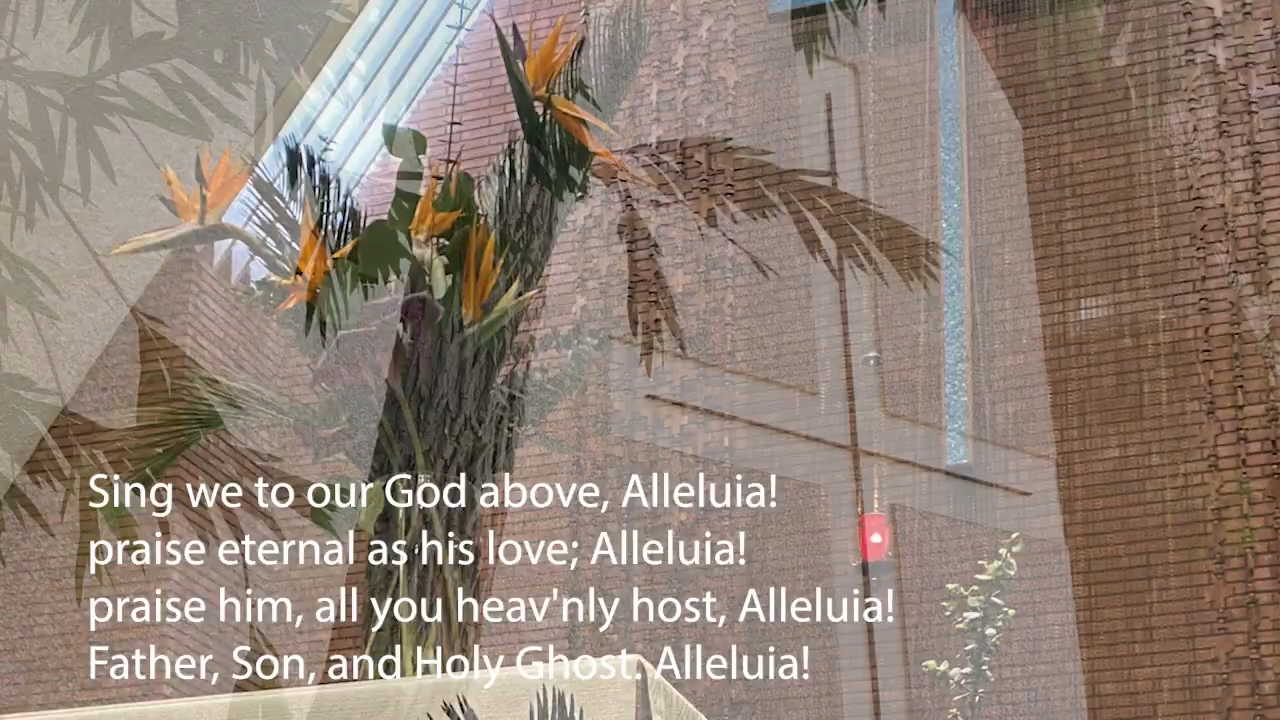 Sing we to our God above, Alleluia!
praise eternal as his love; Alleluia!
praise him, all you heav'nly host, Alleluia!
Father, Son, and Holy Ghost. Alleluia!